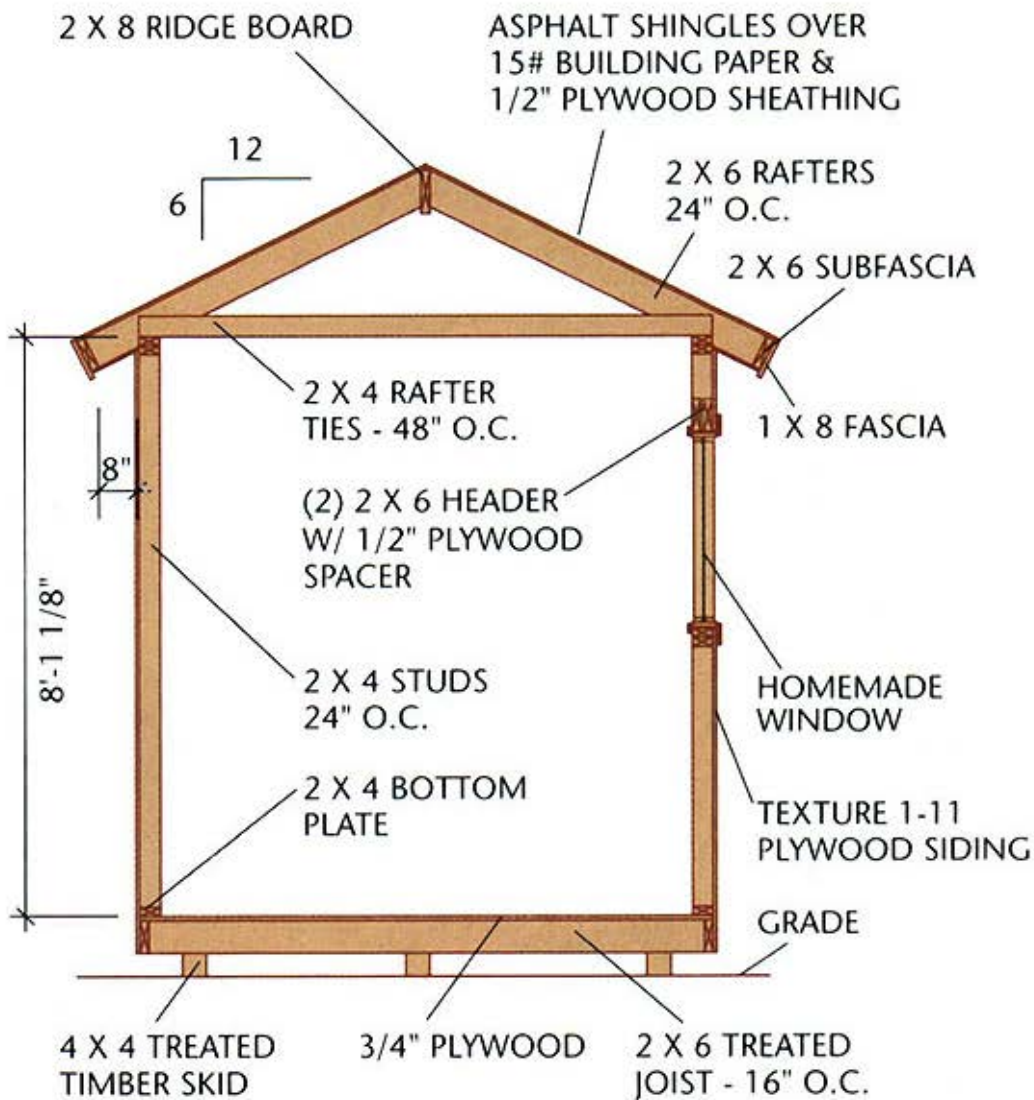 2 X 8 RIDGE BOARD
ASPHALT SHINGLES OVER
15# BUILDING PAPER &
1/2" PLYWOOD SHEATHING
12
6
2 X 6 RAFTERS
24" O.C.
2 X 6 SUBFASCIA
2 X 4 RAFTER
TIES - 48" O.C.
1 X 8 FASCIA
8"
(2) 2 X 6 HEADER
W/ 1/2" PLYWOOD
SPACER
8'-1 1/8"
2 X 4 STUDS
24" O.C.
HOMEMADE
WINDOW
2 X 4 BOTTOM
PLATE
TEXTURE 1-11
PLYWOOD SIDING
GRADE
4 X 4 TREATED
TIMBER SKID
3/4" PLYWOOD
2 X 6 TREATED
JOIST - 16" O.C.